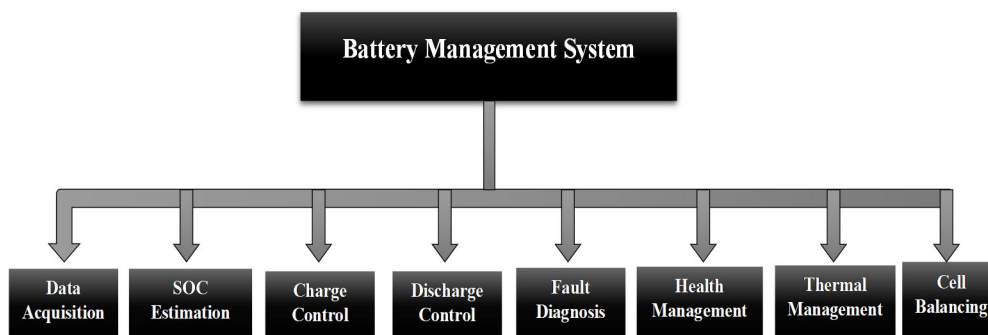 Battery Management System
Data
Acquisition
SOC
Estimation
Charge
Control
Discharge
Control
Fault
Diagnosis
Health
Management
Thermal
Management
Cell
Balancing